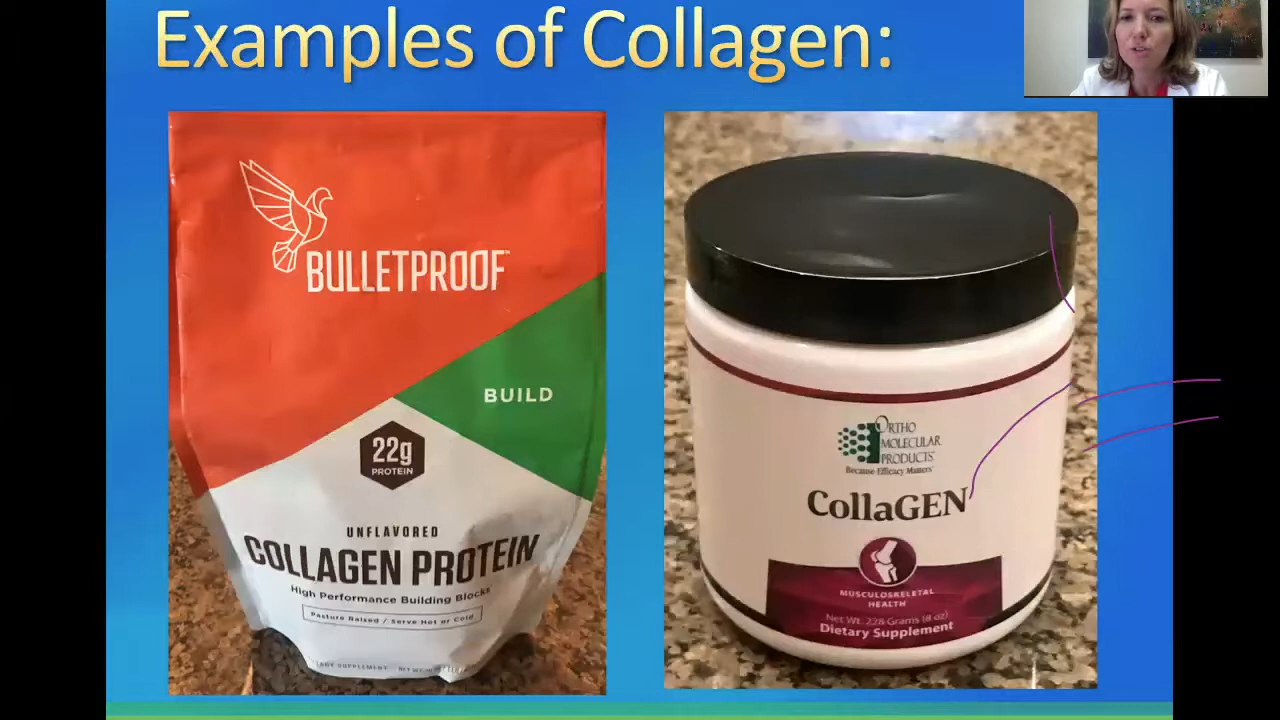 Examples of Collagen:
BULLETPROOF
BUILD
22g
PROTEIN
UNFLAVORED
COLLAGEN PROTEIN
High Performance Building Blocks
Pasture Raised / Serve Hot or Cold
SUPPLEMENT
ORTHO
MOLECULAR
PRODUCTS
Because Efficacy Matters
CollaGEN
MUSCULOSKELETAL
HEALTH
Net Wt. 228 Grams (8 oz)
Dietary Supplement